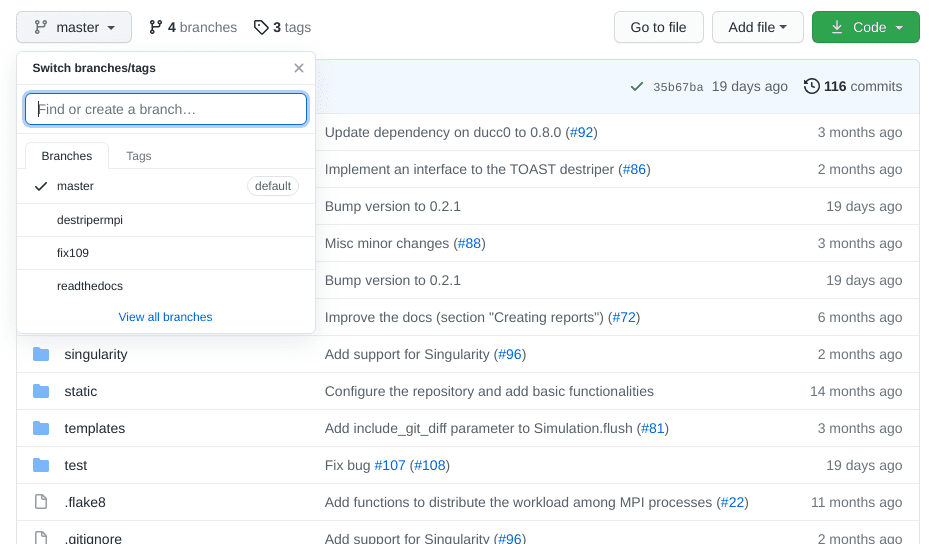 master 4 branches 3 tags Go to file Add file Code
Switch branches/tags
35b67ba 19 days ago 116 commits
Find or create a branch…
Update dependency on ducc0 to 0.8.0 (#92) 3 months ago
Branches Tags
Implement an interface to the TOAST destriper (#86) 2 months ago
master default
Bump version to 0.2.1 19 days ago
destripermpi
Misc minor changes (#88) 3 months ago
fix109
Bump version to 0.2.1 19 days ago
readthedocs
View all branches
Improve the docs (section "Creating reports") (#72) 6 months ago
singularity Add support for Singularity (#96) 2 months ago
static Configure the repository and add basic functionalities 14 months ago
templates Add include_git_diff parameter to Simulation.flush (#81) 3 months ago
test Fix bug #107 (#108) 19 days ago
.flake8 Add functions to distribute the workload among MPI processes (#22) 11 months ago
.gitignore Add support for Singularity (#96) 2 months ago